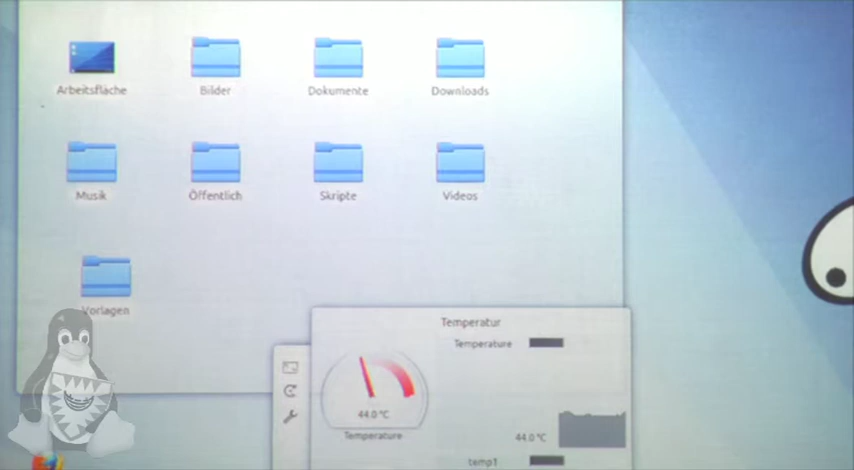 Arbeitsfläche Bilder Dokumente Downloads
Musik Öffentlich Skripte Videos
Vorlagen
Temperatur
Temperature
44.0 °C
Temperature
44.0 °C
temp1